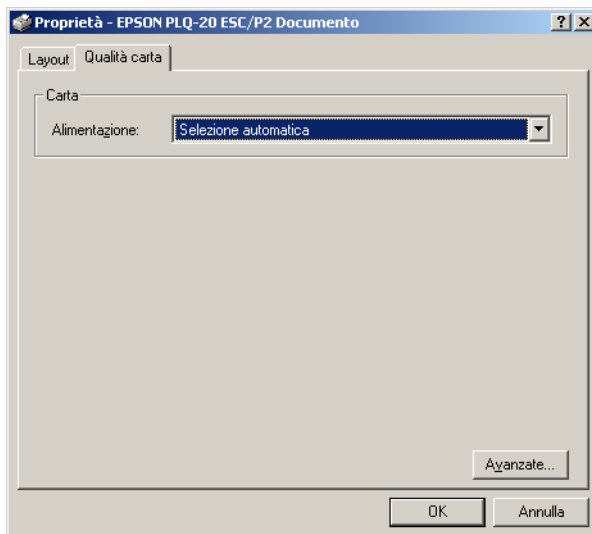 Proprietà - EPSON PLQ-20 ESC/P2 Documento
Layout
Qualità carta
Carta
Alimentazione:
Selezione automatica
Avanzate...
OK
Annulla